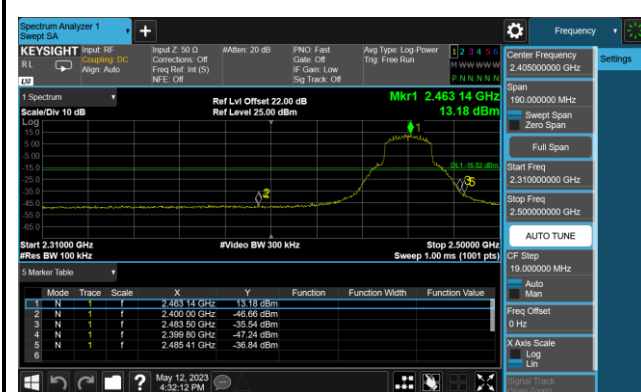 Spectrum Analyzer 1
Swept SA
Frequency
KEYSIGHT
RL
LXI
Input: RF
Coupling: DC
Align: Auto
Input Z: 50 Ω
Corrections: Off
Freq Ref: Int (S)
NFE: Off
#Atten: 20 dB
PNO: Fast
Gate: Off
IF Gain: Low
Sig Track: Off
Avg Type: Log-Power
Trig: Free Run
1 2 3 4 5 6
M W W W W W
P N N N N N
Center Frequency
2.405000000 GHz
Settings
Span
190.000000 MHz
Swept Span
Zero Span
Full Span
Start Freq
2.310000000 GHz
Stop Freq
2.500000000 GHz
AUTO TUNE
CF Step
19.000000 MHz
Auto
Man
Freq Offset
0 Hz
X Axis Scale
Log
Lin
Signal Track
(Span Zoom)
1 Spectrum
Scale/Div 10 dB
Ref Lvl Offset 22.00 dB
Ref Level 25.00 dBm
Mkr1 2.463 14 GHz
13.18 dBm
Log
15.0
5.00
-5.00
-15.0
-25.0
-35.0
-45.0
-55.0
-65.0
1
DL1 -16.82 dBm
2
3 5
Start 2.31000 GHz
#Res BW 100 kHz
#Video BW 300 kHz
Stop 2.50000 GHz
Sweep 1.00 ms (1001 pts)
5 Marker Table
Mode Trace Scale X Y Function Function Width Function Value
1 N 1 f 2.463 14 GHz 13.18 dBm
2 N 1 f 2.400 00 GHz -46.66 dBm
3 N 1 f 2.483 50 GHz -35.54 dBm
4 N 1 f 2.399 80 GHz -47.24 dBm
5 N 1 f 2.485 41 GHz -36.84 dBm
6
?
May 12, 2023
4:32:12 PM